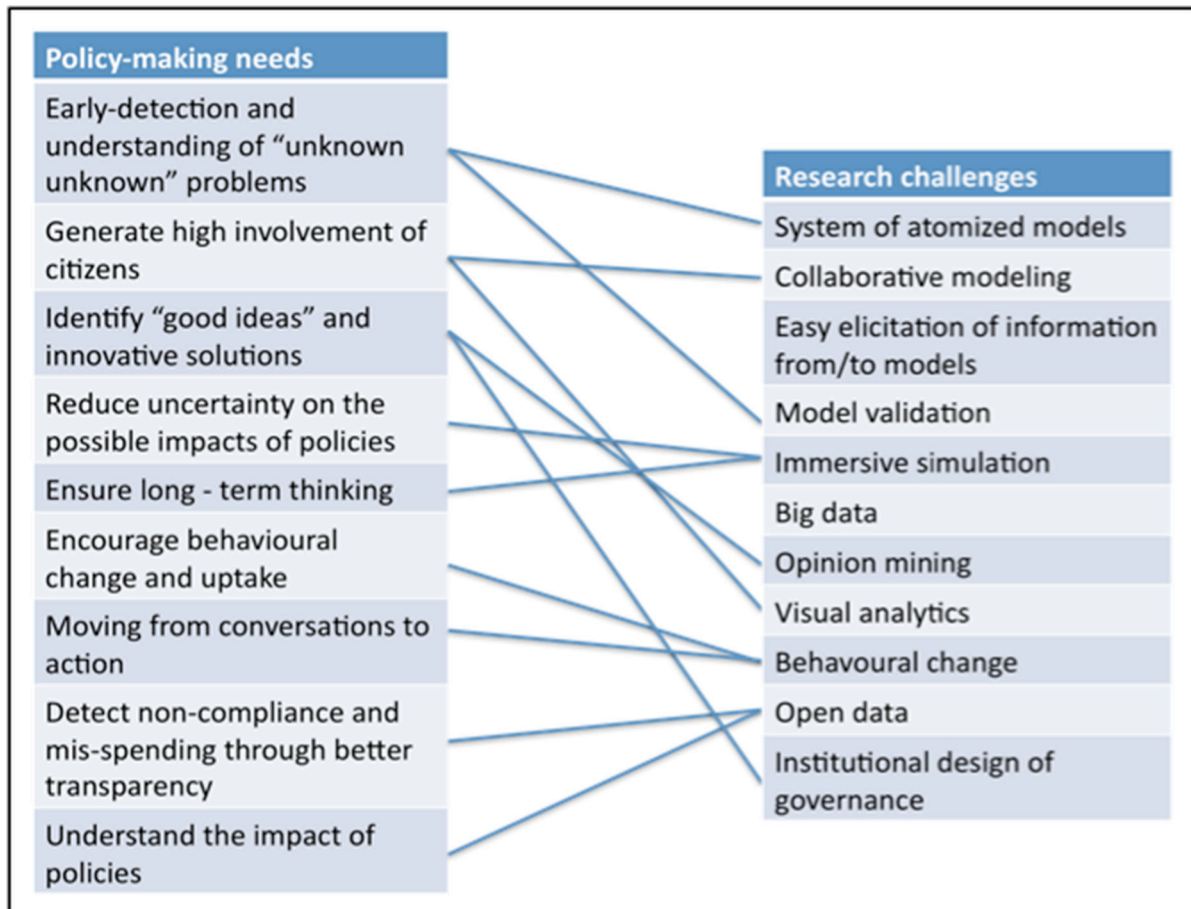 Policy-making needs
Early-detection and
understanding of “unknown
unknown” problems
Generate high involvement of
citizens
Identify “good ideas” and
innovative solutions
Reduce uncertainty on the
possible impacts of policies
Ensure long - term thinking
Encourage behavioural
change and uptake
Moving from conversations to
action
Detect non-compliance and
mis-spending through better
transparency
Understand the impact of
policies
Research challenges
System of atomized models
Collaborative modeling
Easy elicitation of information
from/to models
Model validation
Immersive simulation
Big data
Opinion mining
Visual analytics
Behavoural change
Open data
Institutional design of
governance